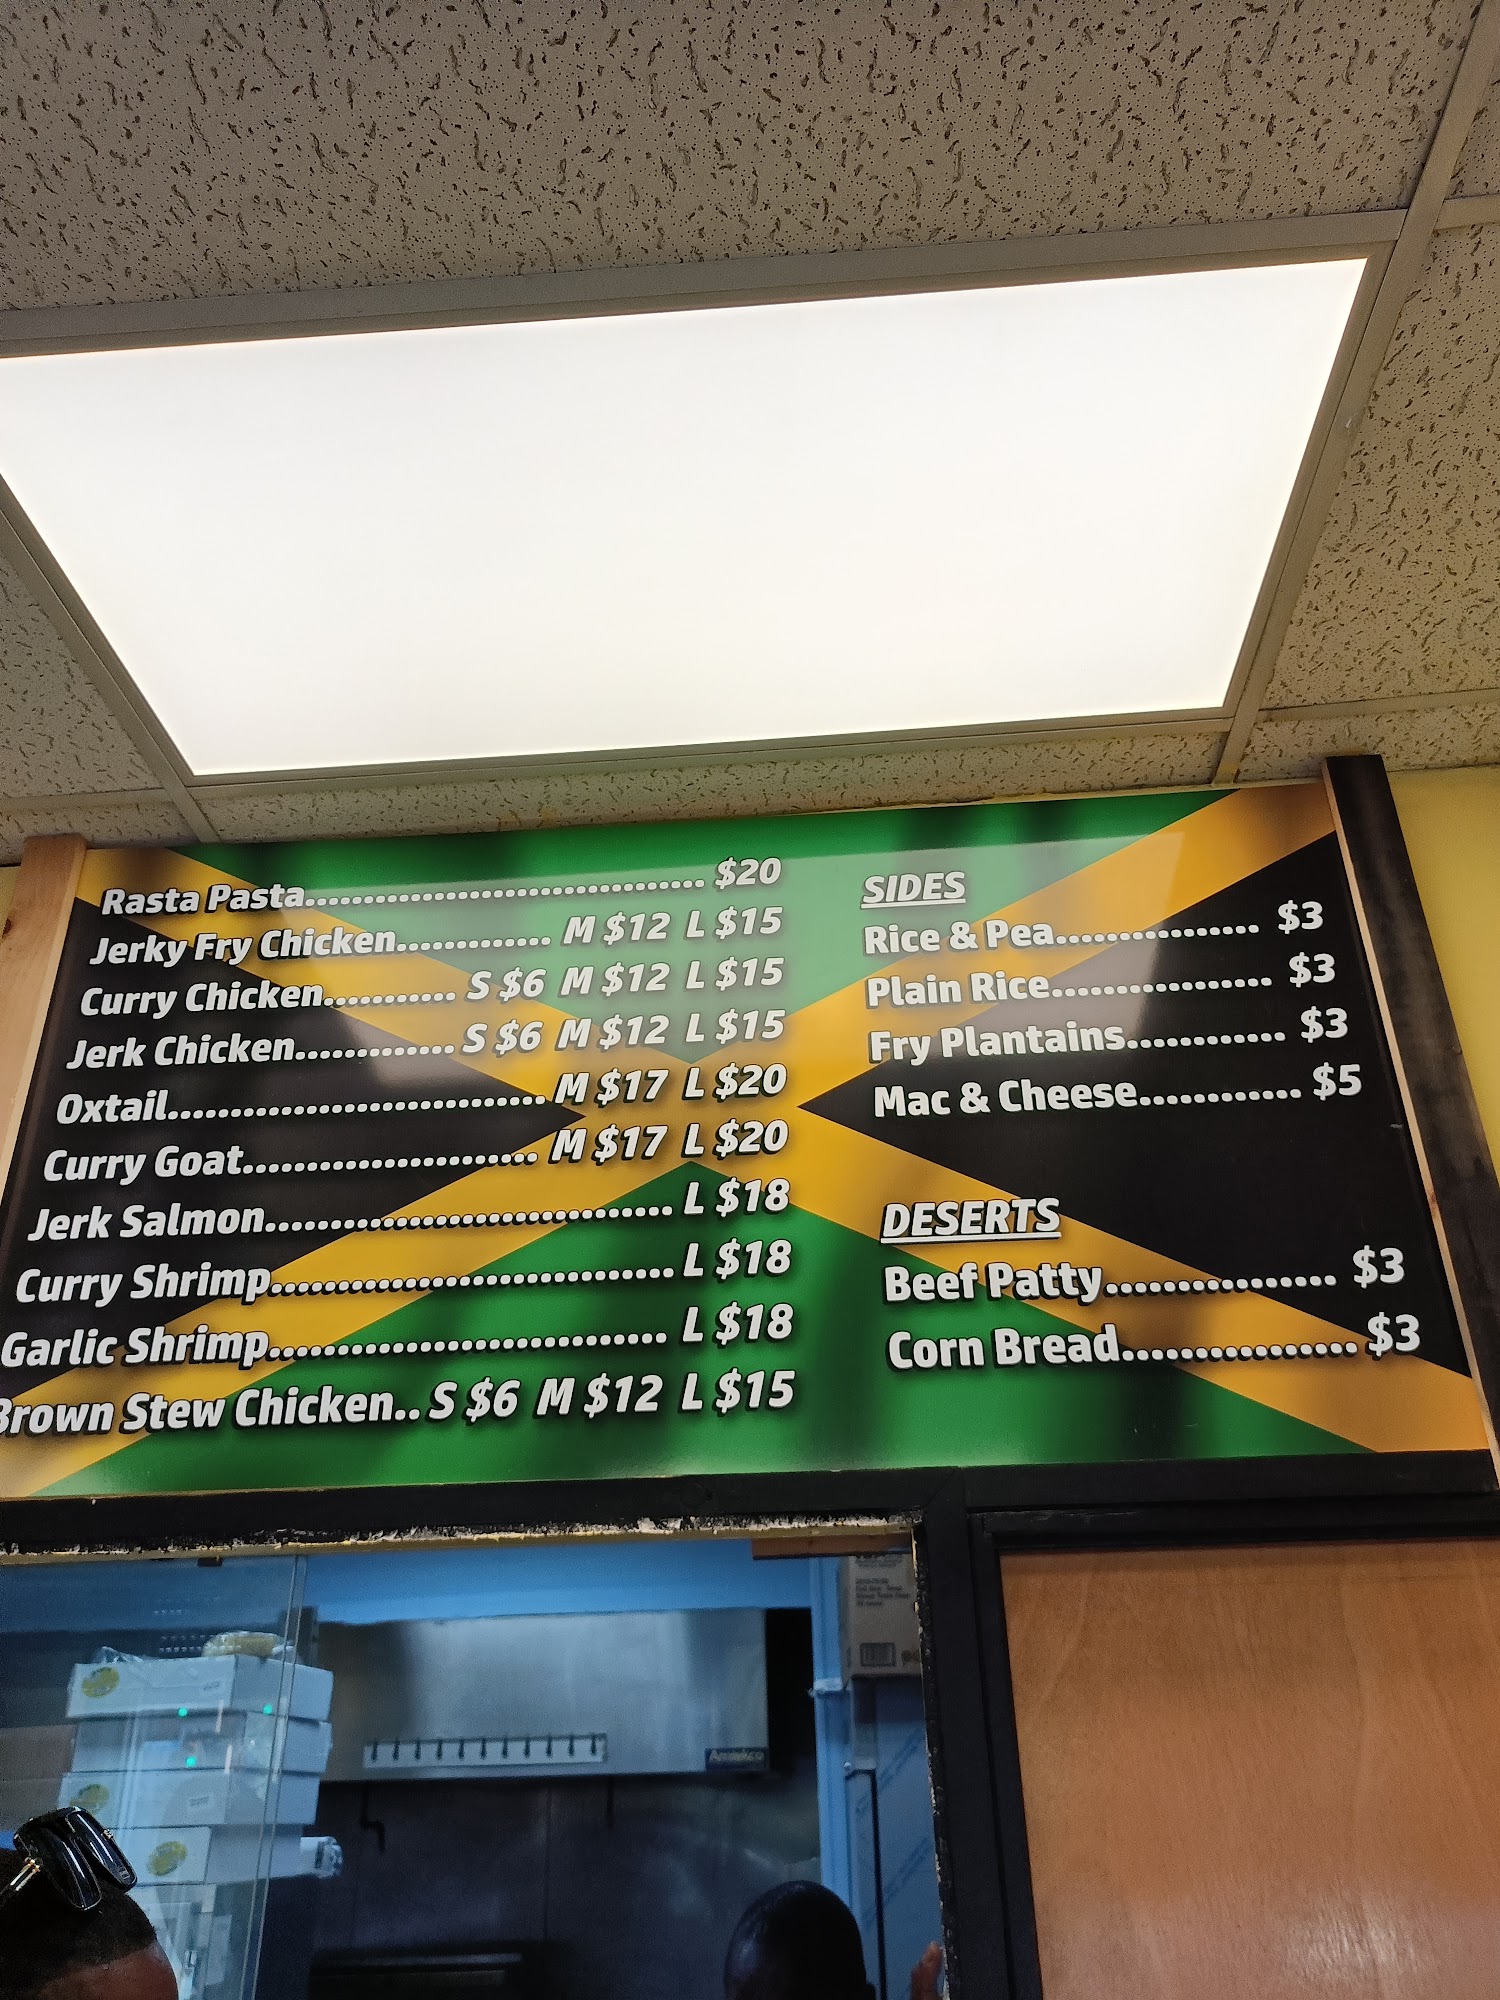 Rasta Pasta.................................. $20
Jerky Fry Chicken............. M $12 L $15
Curry Chicken........... S $6 M $12 L $15
Jerk Chicken............. S $6 M $12 L $15
Oxtail.............................. M $17 L $20
Curry Goat........................ M $17 L $20
Jerk Salmon................................. L $18
Curry Shrimp................................ L $18
Garlic Shrimp................................ L $18
Brown Stew Chicken.. S $6 M $12 L $15
SIDES
Rice & Pea................ $3
Plain Rice................. $3
Fry Plantains............ $3
Mac & Cheese............ $5
DESERTS
Beef Patty............... $3
Corn Bread................ $3